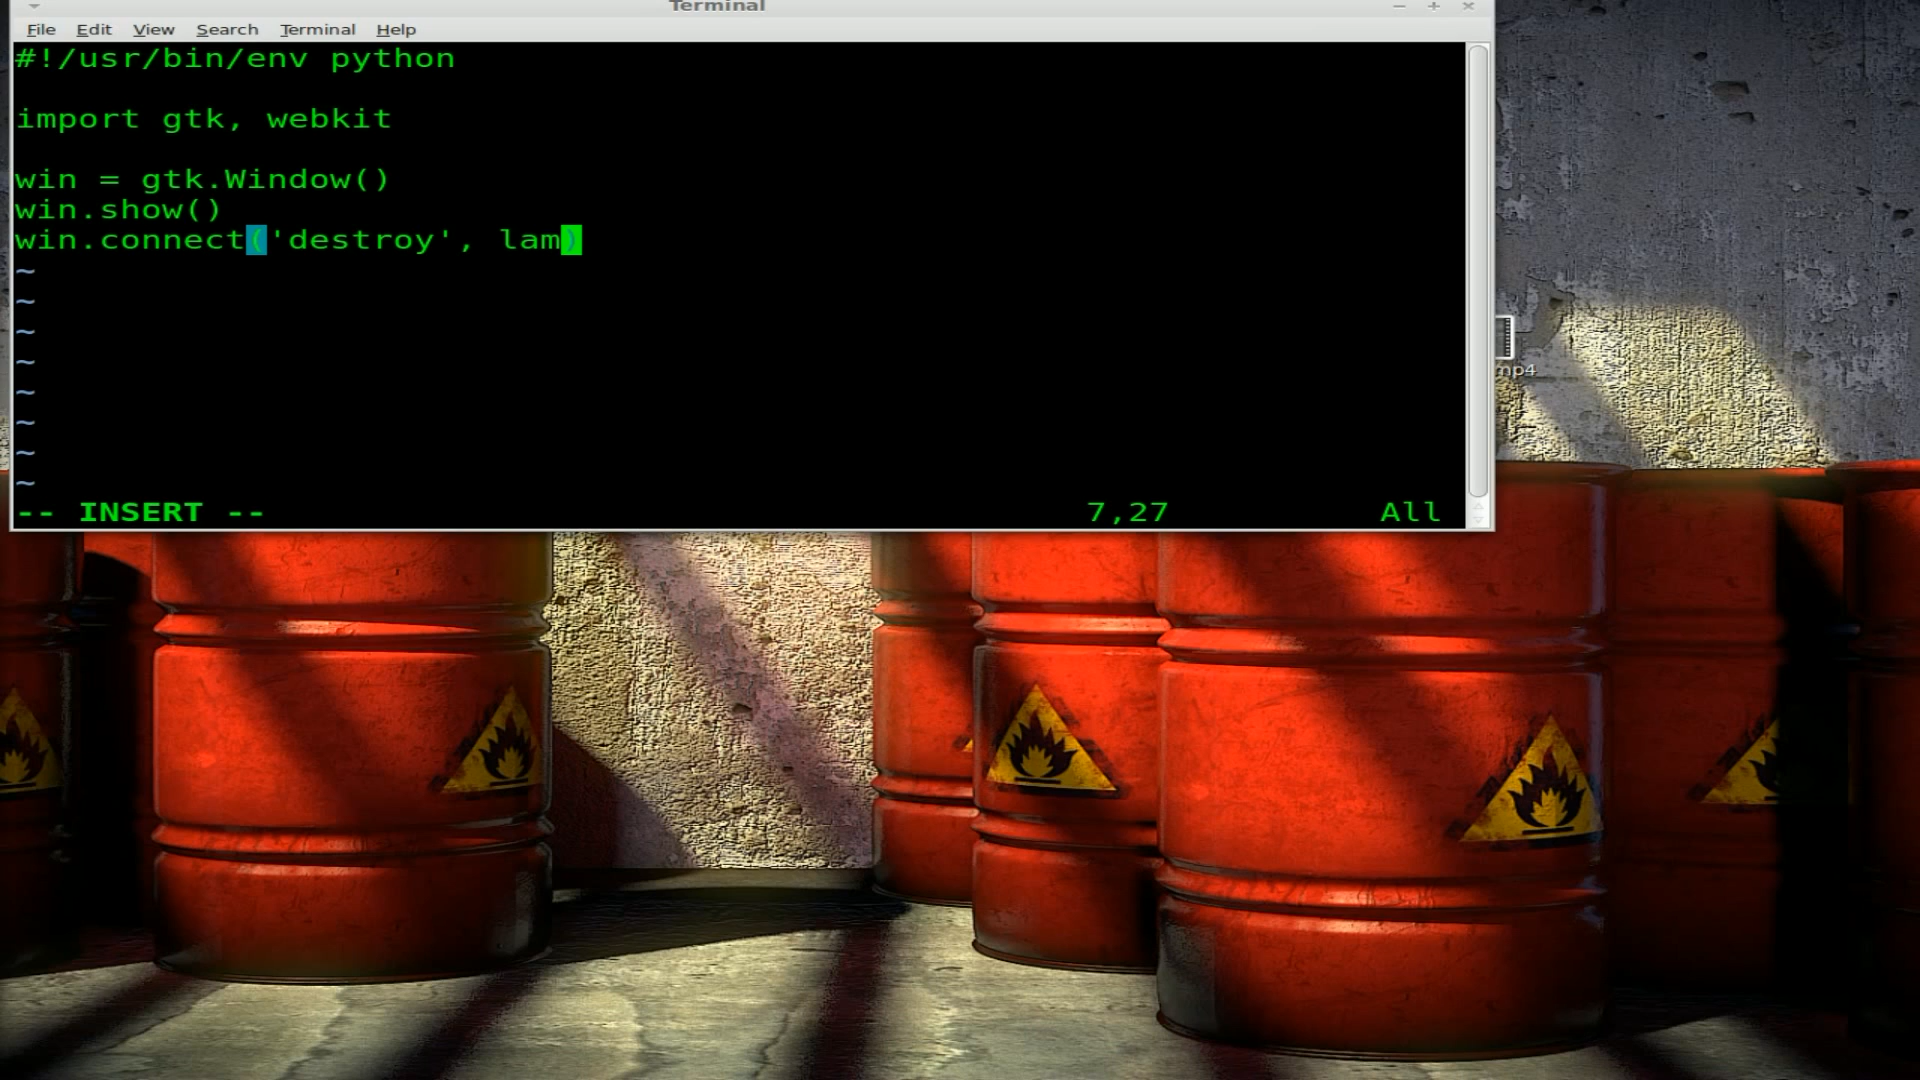 Terminal
File Edit View Search Terminal Help
#!/usr/bin/env python
import gtk, webkit
win = gtk.Window()
win.show()
win.connect('destroy', lam)
~
~
~
~
~
~
~
~
-- INSERT -- 7,27 All
mp4